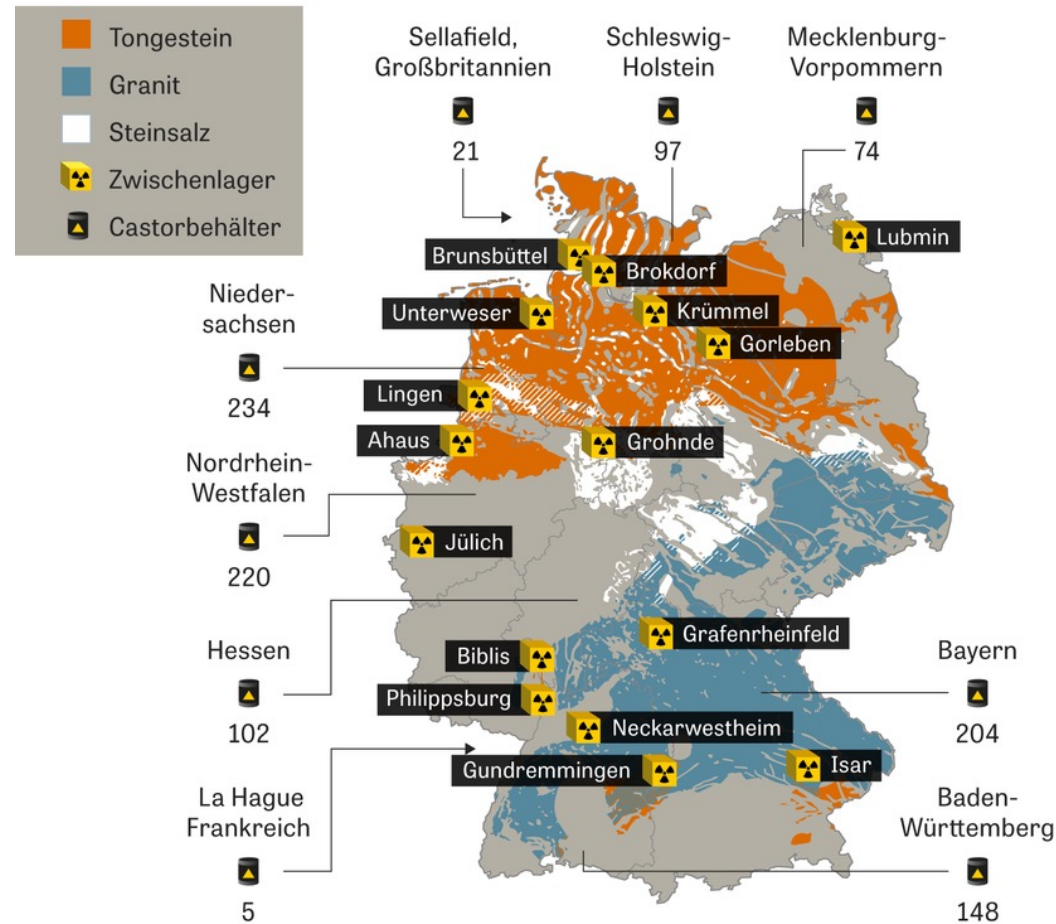 Tongestein
Granit
Steinsalz
Zwischenlager
Castorbehälter
Sellafield,
Großbritannien
21
Schleswig-
Holstein
97
Mecklenburg-
Vorpommern
74
Lubmin
Brunsbüttel
Brokdorf
Unterweser
Krümmel
Gorleben
Nieder-
sachsen
234
Lingen
Ahaus
Grohnde
Nordrhein-
Westfalen
220
Jülich
Grafenrheinfeld
Hessen
102
Biblis
Philippsburg
Bayern
204
Neckarwestheim
Gundremmingen
Isar
La Hague
Frankreich
5
Baden-
Württemberg
148